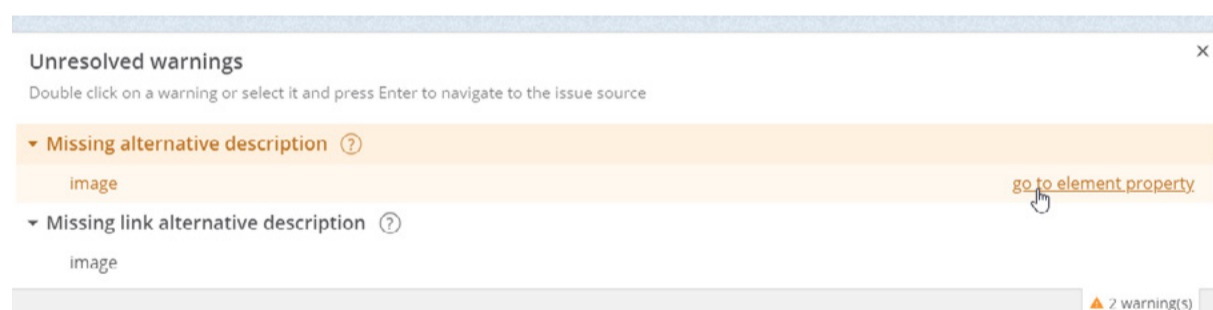 Unresolved warnings
Double click on a warning or select it and press Enter to navigate to the issue source
Missing alternative description ?
image go to element property
Missing link alternative description ?
image
2 warning(s)